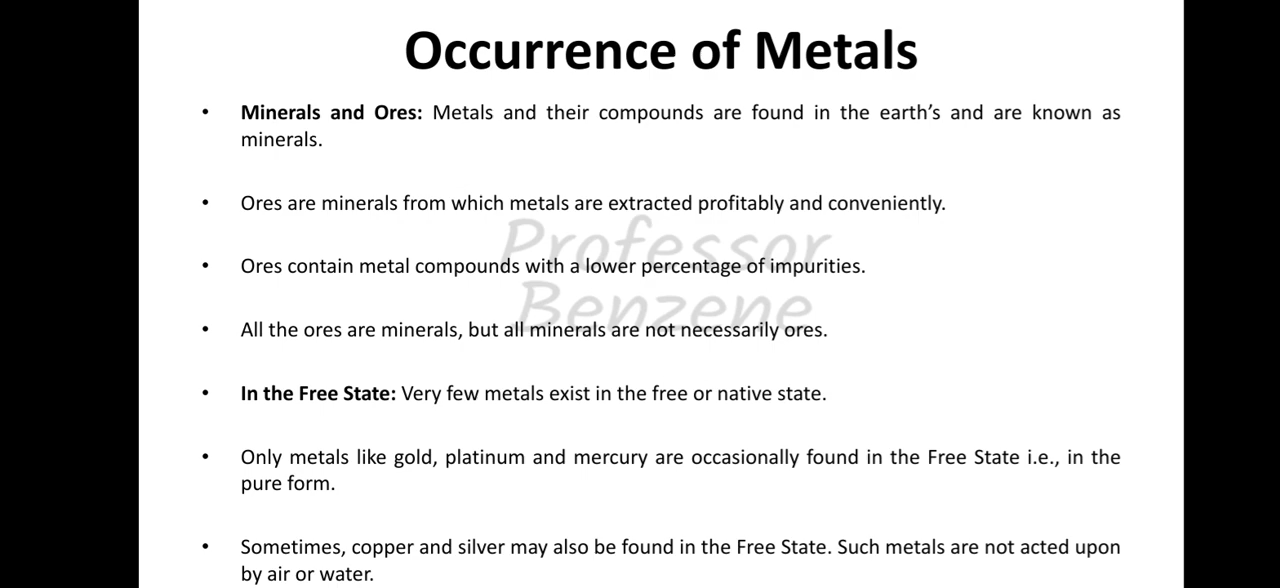 Occurrence of Metals
• Minerals and Ores: Metals and their compounds are found in the earth’s and are known as
minerals.
• Ores are minerals from which metals are extracted profitably and conveniently.
• Ores contain metal compounds with a lower percentage of impurities.
• All the ores are minerals, but all minerals are not necessarily ores.
• In the Free State: Very few metals exist in the free or native state.
• Only metals like gold, platinum and mercury are occasionally found in the Free State i.e., in the
pure form.
• Sometimes, copper and silver may also be found in the Free State. Such metals are not acted upon
by air or water.
Professor
Benzene